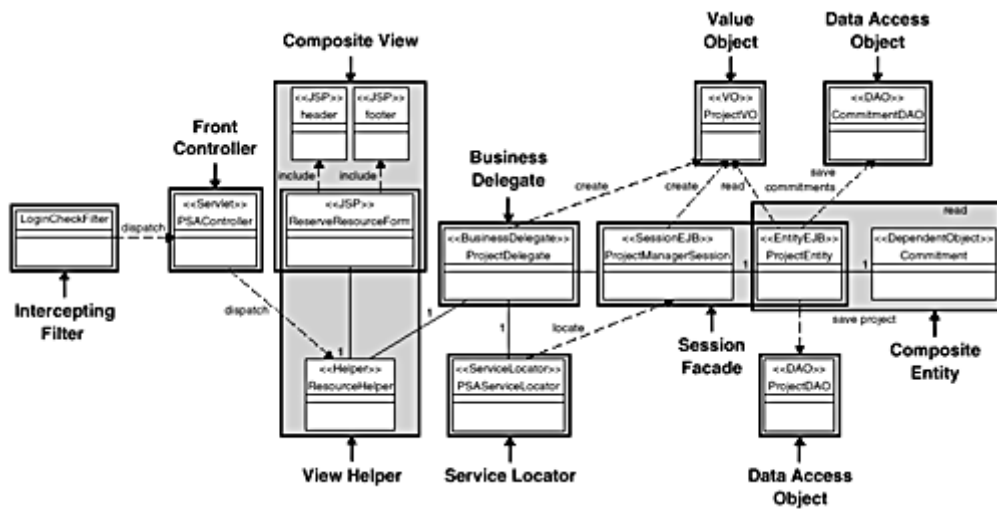 Value
Object
Data Access
Object
Composite View
<<JSP>>
header
<<JSP>>
footer
<<VO>>
ProjectVO
<<DAO>>
CommitmentDAO
Front
Controller
Business
Delegate
include
include
create
create
read
save
commitments
LoginCheckFilter
dispatch
<<Servlet>>
PSAController
<<JSP>>
ReserveResourceForm
<<BusinessDelegate>>
ProjectDelegate
<<SessionEJB>>
ProjectManagerSession
<<EntityEJB>>
ProjectEntity
read
<<DependentObject>>
Commitment
1
1
Intercepting
Filter
dispatch
1
1
1
locate
save project
Session
Facade
Composite
Entity
<<Helper>>
ResourceHelper
<<ServiceLocator>>
PSAServiceLocator
<<DAO>>
ProjectDAO
View Helper
Service Locator
Data Access
Object